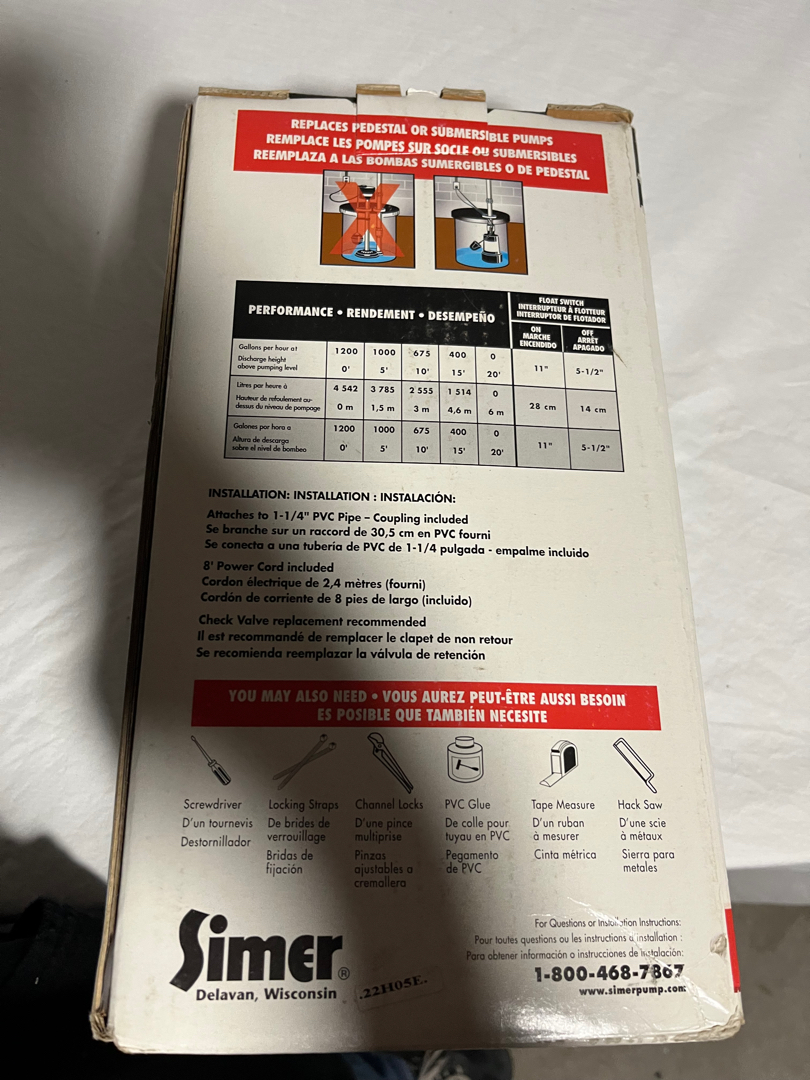 REPLACES PEDESTAL OR SUBMERSIBLE PUMPS
REMPLACE LES POMPES SUR SOCLE OU SUBMERSIBLES
REEMPLAZA A LAS BOMBAS SUMERGIBLES O DE PEDESTAL
PERFORMANCE • RENDEMENT • DESEMPEÑO
FLOAT SWITCH
INTERRUPTEUR À FLOTTEUR
INTERRUPTOR DE FLOTADOR
ON MARCHE ENCENDIDO
OFF ARRÊT APAGADO
Gallons per hour at 1200 1000 675 400 0
Discharge height above pumping level 0' 5' 10' 15' 20' 11" 5-1/2"
Litres par heure à 4 542 3 785 2 555 1 514 0
Hauteur de refoulement au-dessus du niveau de pompage 0 m 1,5 m 3 m 4,6 m 6 m 28 cm 14 cm
Galones por hora a 1200 1000 675 400 0
Altura de descarga sobre el nivel de bombeo 0' 5' 10' 15' 20' 11" 5-1/2"
INSTALLATION: INSTALLATION : INSTALACIÓN:
Attaches to 1-1/4" PVC Pipe – Coupling included
Se branche sur un raccord de 30,5 cm en PVC fourni
Se conecta a una tubería de PVC de 1-1/4 pulgada - empalme incluido
8' Power Cord included
Cordon électrique de 2,4 mètres (fourni)
Cordón de corriente de 8 pies de largo (incluido)
Check Valve replacement recommended
Il est recommandé de remplacer le clapet de non retour
Se recomienda reemplazar la válvula de retención
YOU MAY ALSO NEED • VOUS AUREZ PEUT-ÊTRE AUSSI BESOIN
ES POSIBLE QUE TAMBIÉN NECESITE
Screwdriver
D'un tournevis
Destornillador
Locking Straps
De brides de
verrouillage
Bridas de
fijación
Channel Locks
D'une pince
multiprise
Pinzas
ajustables a
cremallera
PVC Glue
De colle pour
tuyau en PVC
Pegamento
de PVC
Tape Measure
D'un ruban
à mesurer
Cinta métrica
Hack Saw
D'une scie
à métaux
Sierra para
metales
Simer®
Delavan, Wisconsin
.22H05E..
For Questions or Installation Instructions:
Pour toutes questions ou les instructions d'installation :
Para obtener información o instrucciones de instalación:
1-800-468-7867
www.simerpump.com